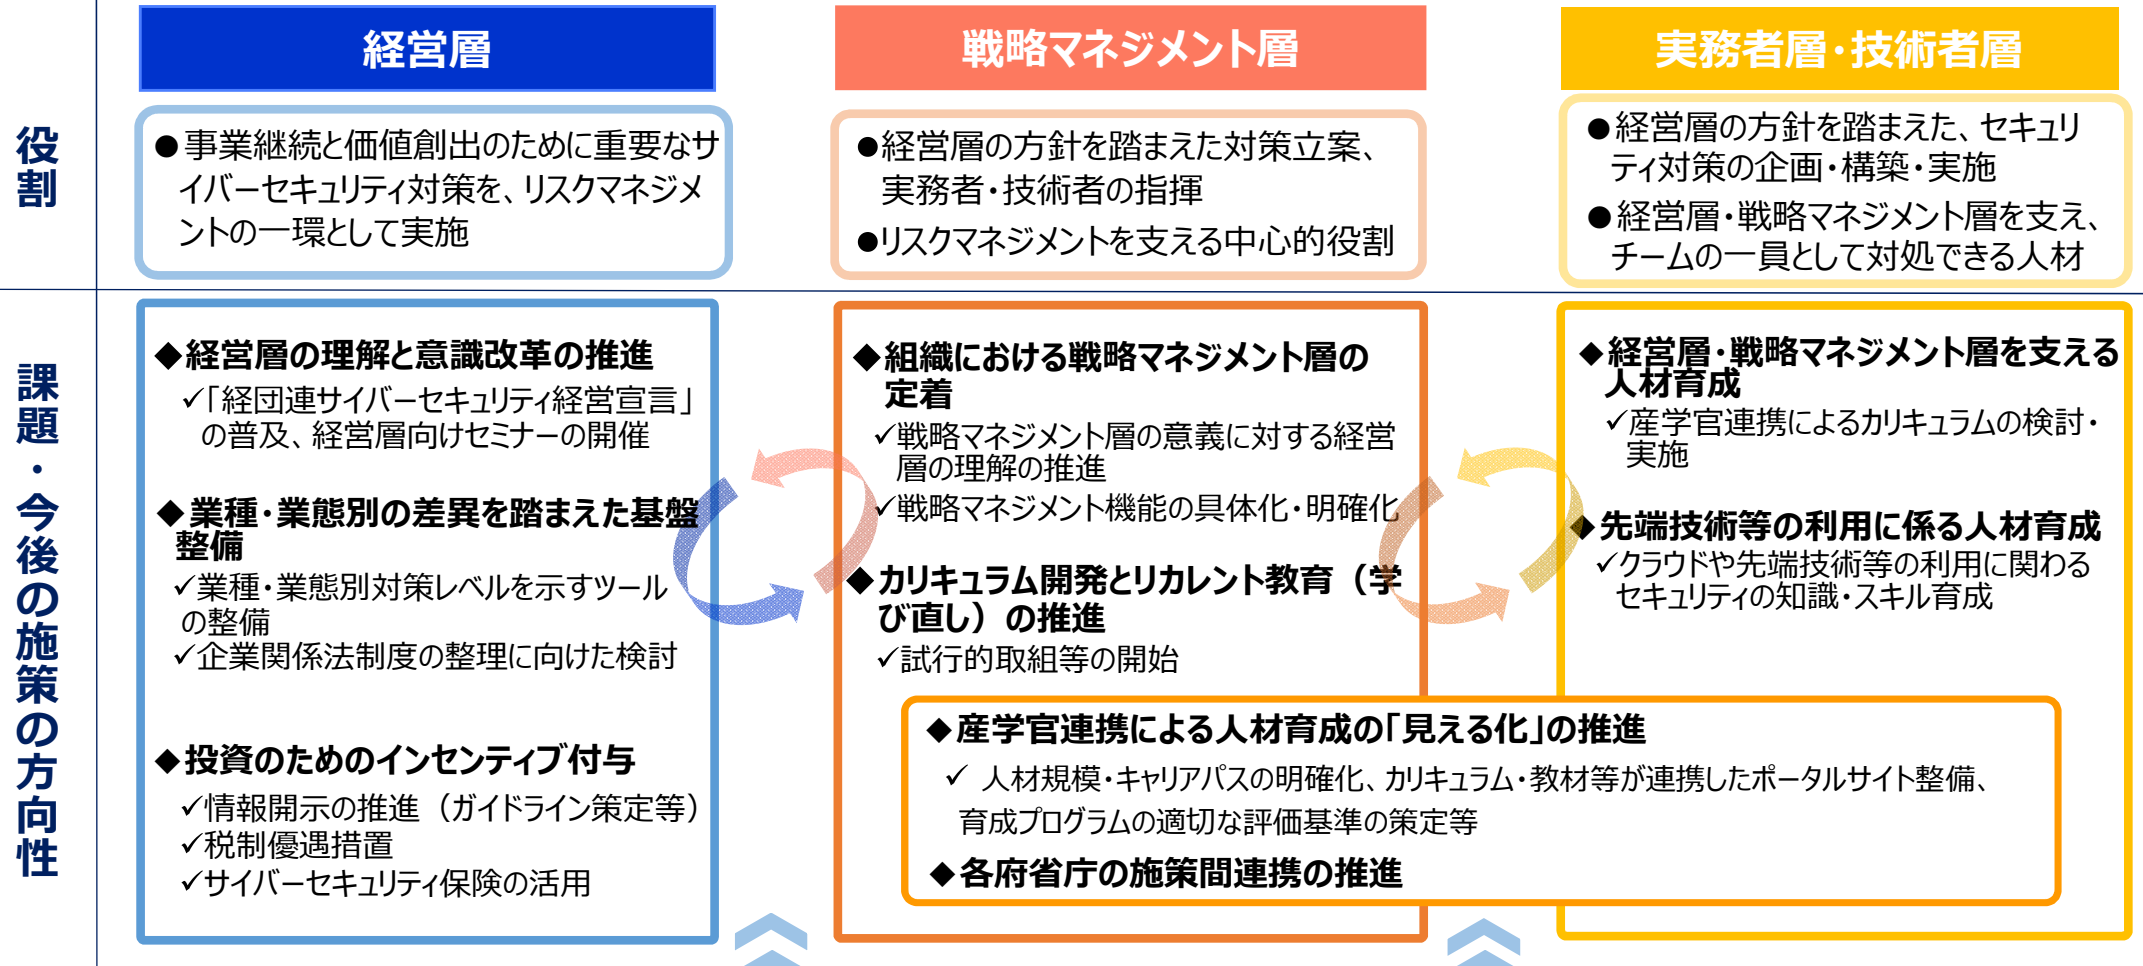 経営層
戦略マネジメント層
実務者層・技術者層
役割
●事業継続と価値創出のために重要なサ
イバーセキュリティ対策を、リスクマネジメ
ントの一環として実施
●経営層の方針を踏まえた対策立案、
実務者・技術者の指揮
●リスクマネジメントを支える中心的役割
●経営層の方針を踏まえた、セキュリ
ティ対策の企画・構築・実施
●経営層・戦略マネジメント層を支え、
チームの一員として対処できる人材
課題・今後の施策の方向性
◆経営層の理解と意識改革の推進
✓「経団連サイバーセキュリティ経営宣言」
の普及、経営層向けセミナーの開催
◆業種・業態別の差異を踏まえた基盤
整備
✓業種・業態別対策レベルを示すツール
の整備
✓企業関係法制度の整理に向けた検討
◆投資のためのインセンティブ付与
✓情報開示の推進（ガイドライン策定等）
✓税制優遇措置
✓サイバーセキュリティ保険の活用
◆組織における戦略マネジメント層の
定着
✓戦略マネジメント層の意義に対する経営
層の理解の推進
✓戦略マネジメント機能の具体化・明確化
◆カリキュラム開発とリカレント教育（学
び直し）の推進
✓試行的取組等の開始
◆経営層・戦略マネジメント層を支える
人材育成
✓産学官連携によるカリキュラムの検討・
実施
◆先端技術等の利用に係る人材育成
✓クラウドや先端技術等の利用に関わる
セキュリティの知識・スキル育成
◆産学官連携による人材育成の「見える化」の推進
✓ 人材規模・キャリアパスの明確化、カリキュラム・教材等が連携したポータルサイト整備、
育成プログラムの適切な評価基準の策定等
◆各府省庁の施策間連携の推進